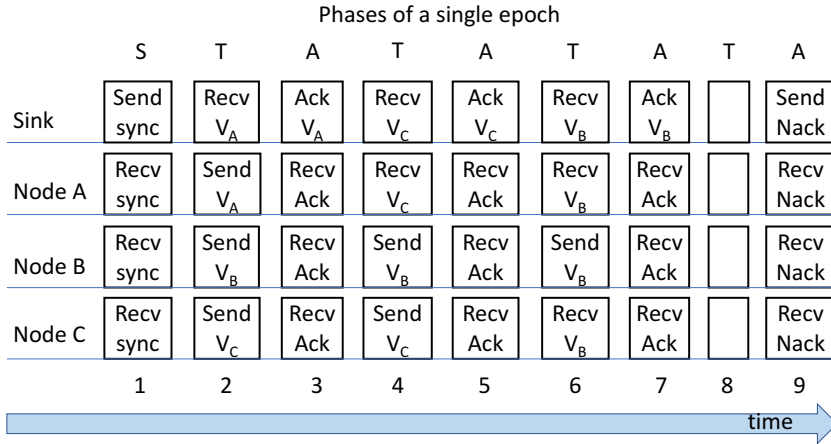 Phases of a single epoch
S T A T A T A T A
Send Recv Ack Recv Ack Recv Ack Send
Sink
sync V_A V_A V_C V_C V_B V_B Nack
Recv Send Recv Recv Recv Recv Recv Recv
Node A
sync V_A Ack V_C Ack V_B Ack Nack
Recv Send Recv Send Recv Send Recv Recv
Node B
sync V_B Ack V_B Ack V_B Ack Nack
Recv Send Recv Send Recv Recv Recv Recv
Node C
sync V_C Ack V_C Ack V_B Ack Nack
1 2 3 4 5 6 7 8 9
time